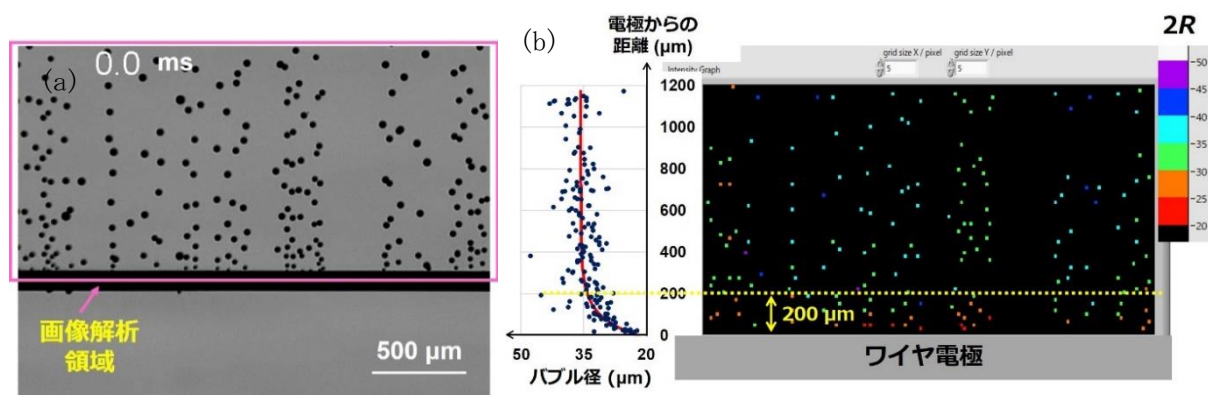 (a)
0.0 ms
画像解析
領域
500 μm
(b)
電極からの
距離 (μm)
1200
1000
800
600
400
200
0
50
35
20
バブル径 (μm)
grid size X / pixel
5
grid size Y / pixel
5
Intensity Graph
200 μm
ワイヤ電極
2R
50
45
40
35
30
25
20